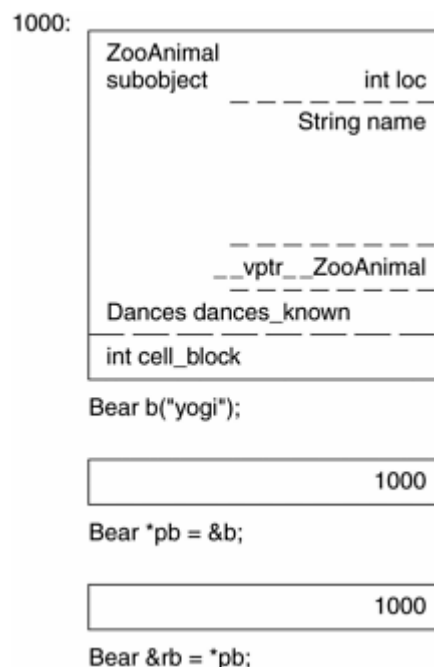 1000:
ZooAnimal
subobject int loc
String name
__vptr__ZooAnimal
Dances dances_known
int cell_block
Bear b("yogi");
1000
Bear *pb = &b;
1000
Bear &rb = *pb;